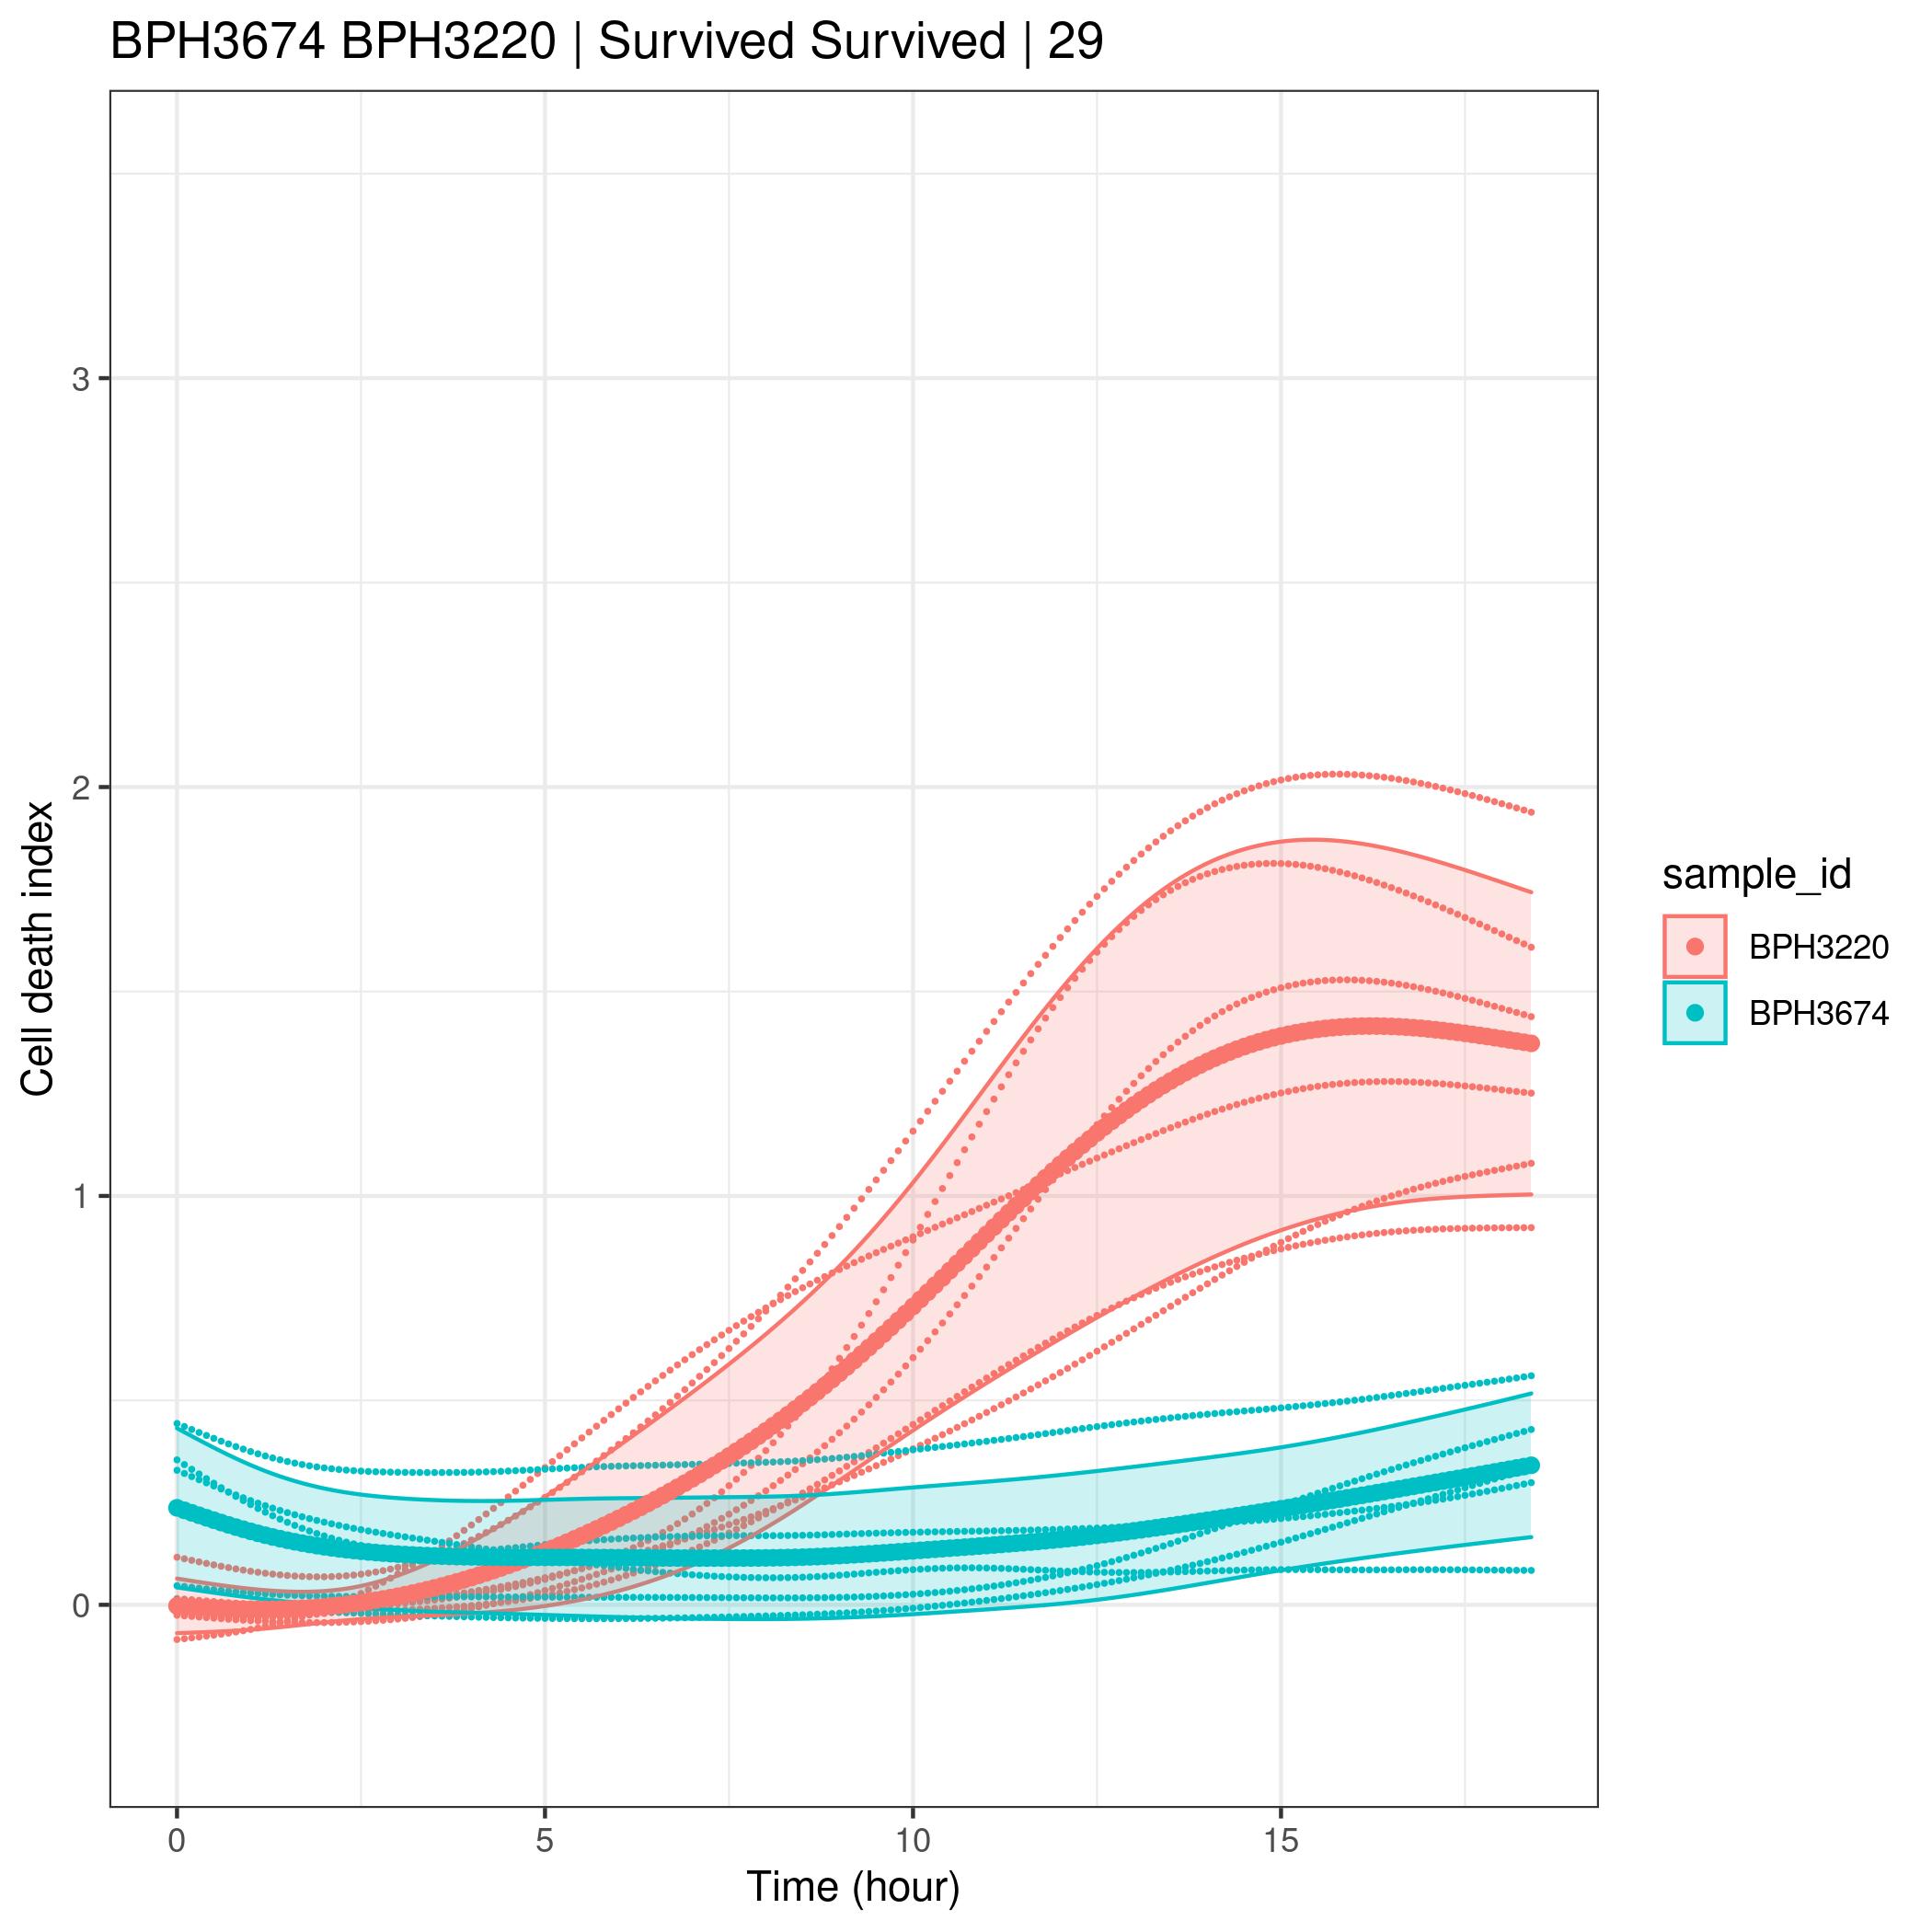 BPH3674 BPH3220 | Survived Survived | 29
Cell death index
3
2
1
0
0 5 10 15
Time (hour)
sample_id
BPH3220
BPH3674